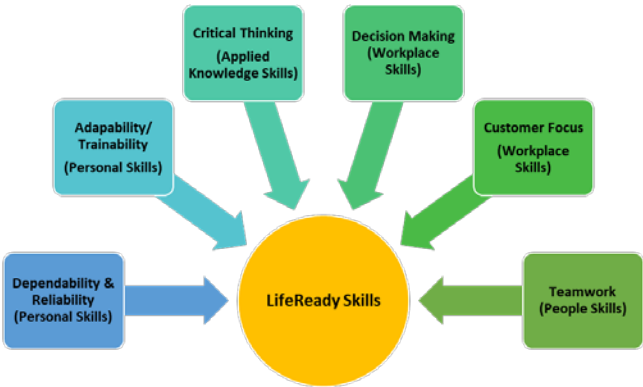 Critical Thinking
(Applied
Knowledge Skills)
Decision Making
(Workplace
Skills)
Adapability/
Trainability
(Personal Skills)
Customer Focus
(Workplace
Skills)
Dependability &
Reliability
(Personal Skills)
LifeReady Skills
Teamwork
(People Skills)